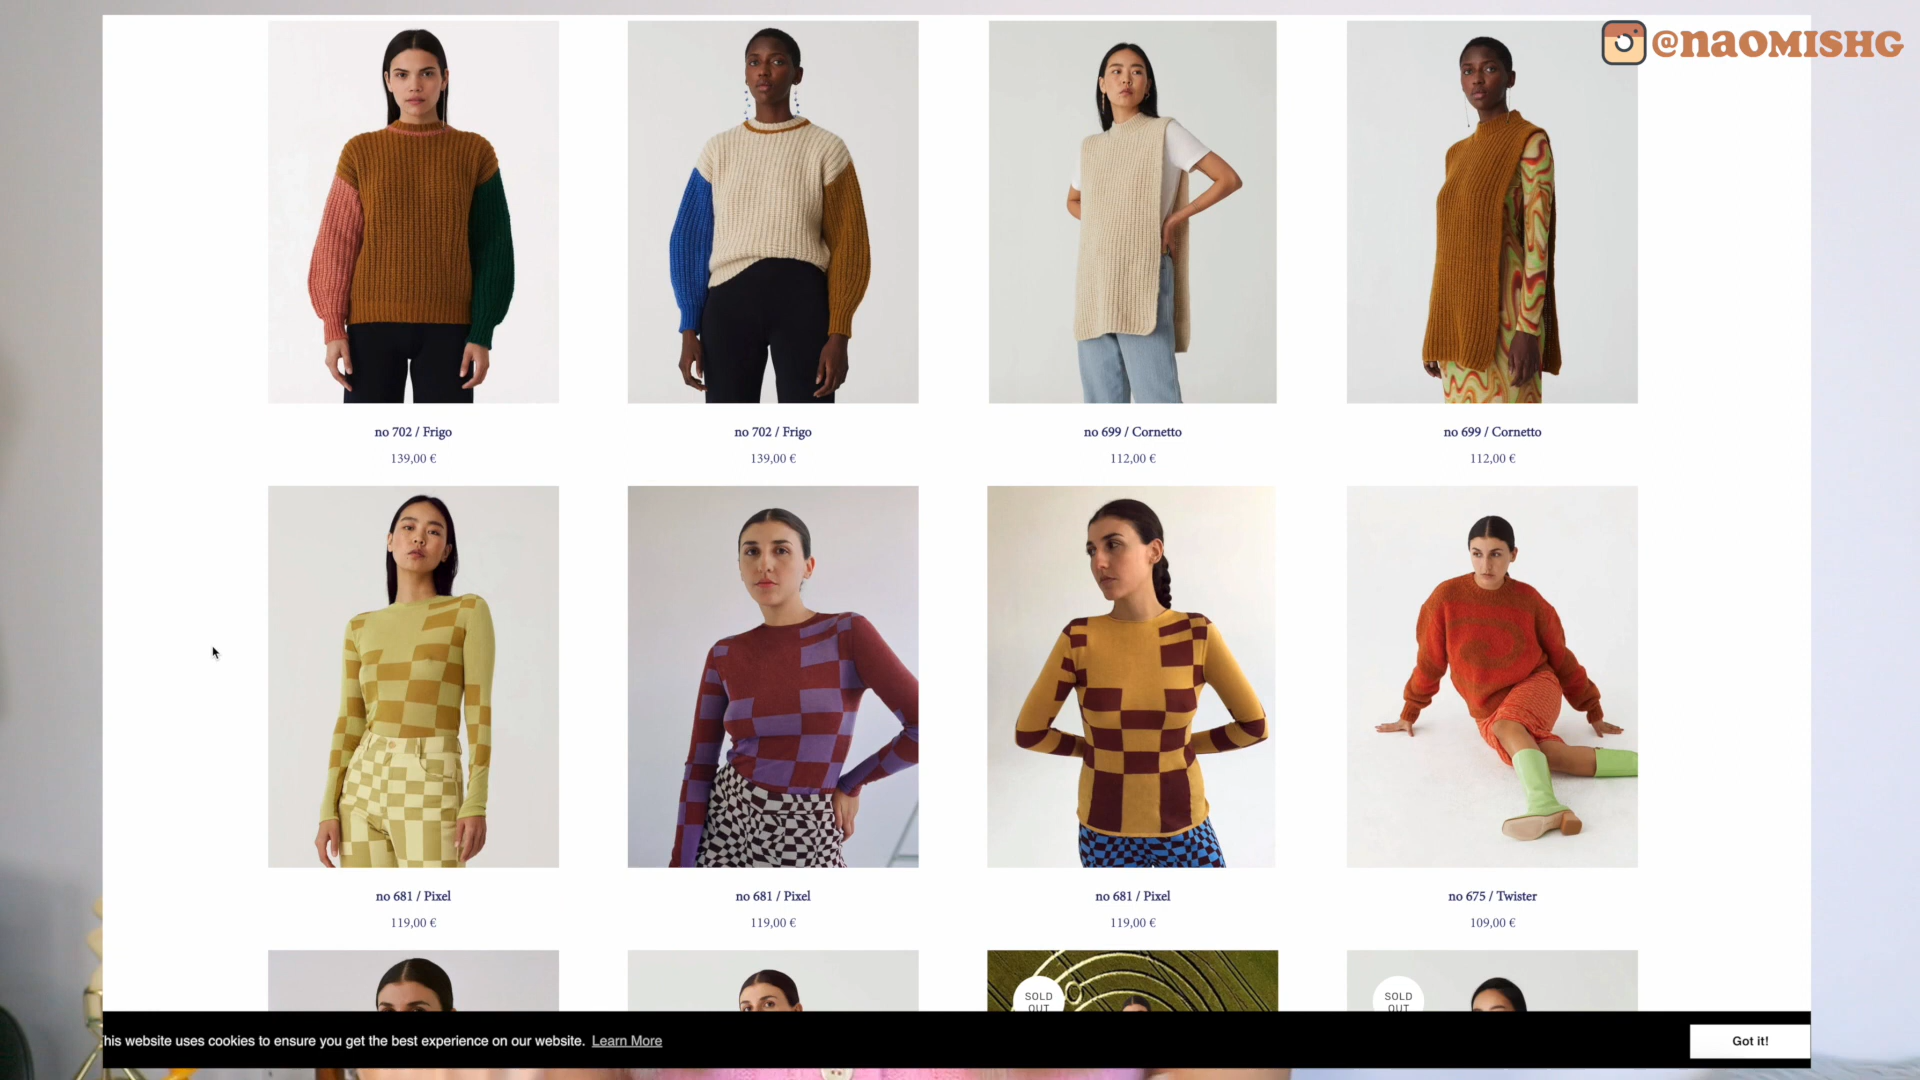 @NAOMISHG
no 702 / Frigo
139,00 €
no 702 / Frigo
139,00 €
no 699 / Cornetto
112,00 €
no 699 / Cornetto
112,00 €
no 681 / Pixel
119,00 €
no 681 / Pixel
119,00 €
no 681 / Pixel
119,00 €
no 675 / Twister
109,00 €
SOLD
OUT
SOLD
OUT
his website uses cookies to ensure you get the best experience on our website. Learn More
Got it!